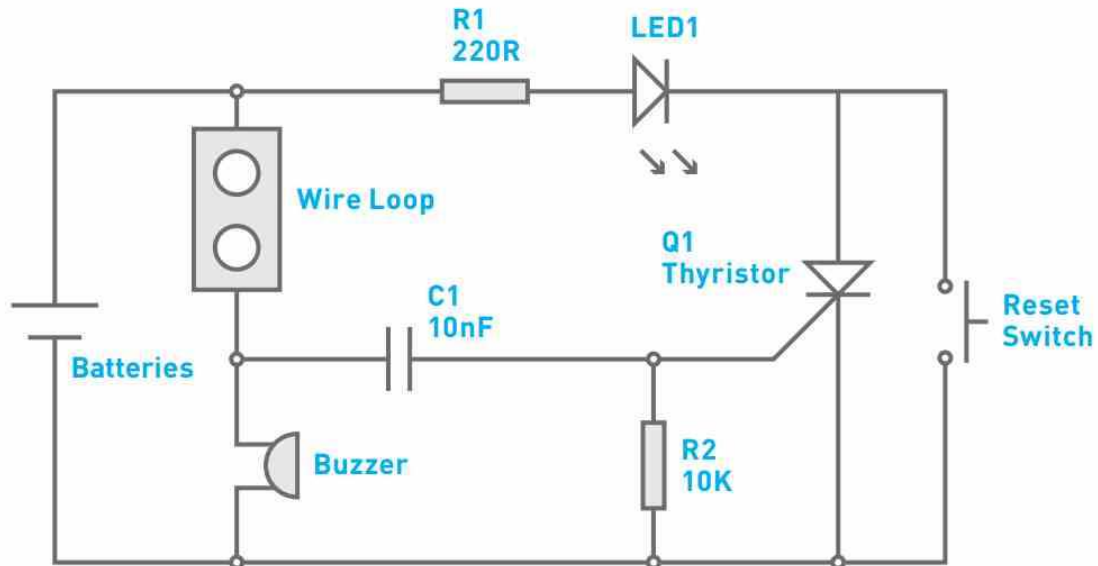 R1
220R
LED1
Wire Loop
Q1
Thyristor
C1
10nF
Reset
Switch
Batteries
Buzzer
R2
10K